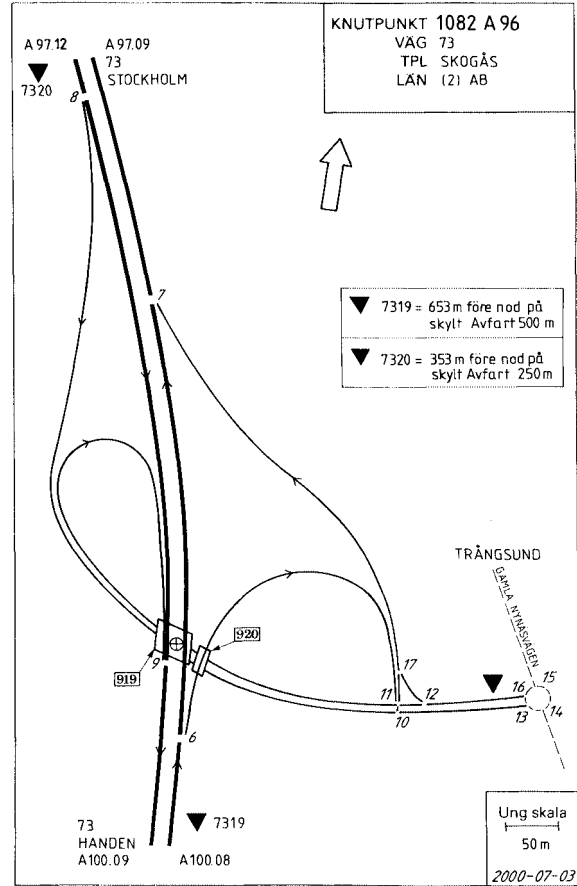 KNUTPUNKT 1082 A 96
VÄG 73
TPL SKOGÅS
LÄN (2) AB
A 97.12
A 97.09
73
STOCKHOLM
7320
8
7
7319 = 653 m före nod på
skylt Avfart 500 m
7320 = 353 m före nod på
skylt Avfart 250 m
TRÅNGSUND
GAMLA NYNÄSVÄGEN
920
919
9
17
11
12
10
16
15
13
14
6
7319
73
HANDEN
A100.09
A100.08
Ung skala
50 m
2000-07-03